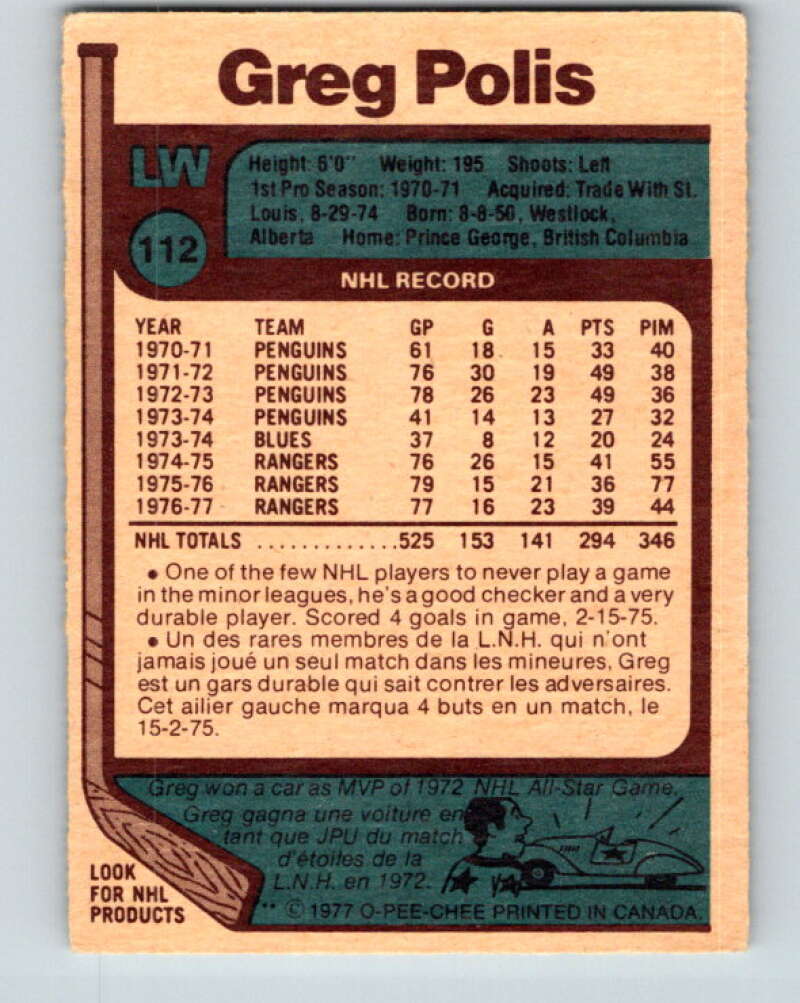 Greg Polis
LW
112
Height: 6'0" Weight: 195 Shoots: Left
1st Pro Season: 1970-71 Acquired: Trade With St.
Louis, 8-29-74 Born: 8-8-50, Westlock,
Alberta Home: Prince George, British Columbia
NHL RECORD
YEAR TEAM GP G A PTS PIM
1970-71 PENGUINS 61 18 15 33 40
1971-72 PENGUINS 76 30 19 49 38
1972-73 PENGUINS 78 26 23 49 36
1973-74 PENGUINS 41 14 13 27 32
1973-74 BLUES 37 8 12 20 24
1974-75 RANGERS 76 26 15 41 55
1975-76 RANGERS 79 15 21 36 77
1976-77 RANGERS 77 16 23 39 44
NHL TOTALS .............525 153 141 294 346
• One of the few NHL players to never play a game
in the minor leagues, he's a good checker and a very
durable player. Scored 4 goals in game, 2-15-75.
• Un des rares membres de la L.N.H. qui n'ont
jamais joué un seul match dans les mineures, Greg
est un gars durable qui sait contrer les adversaires.
Cet ailier gauche marqua 4 buts en un match, le
15-2-75.
Greg won a car as MVP of 1972 NHL All-Star Game.
Greg gagna une voiture en
tant que JPU du match
d'étoiles de la
L.N.H. en 1972.
LOOK
FOR NHL
PRODUCTS
** © 1977 O-PEE-CHEE PRINTED IN CANADA.